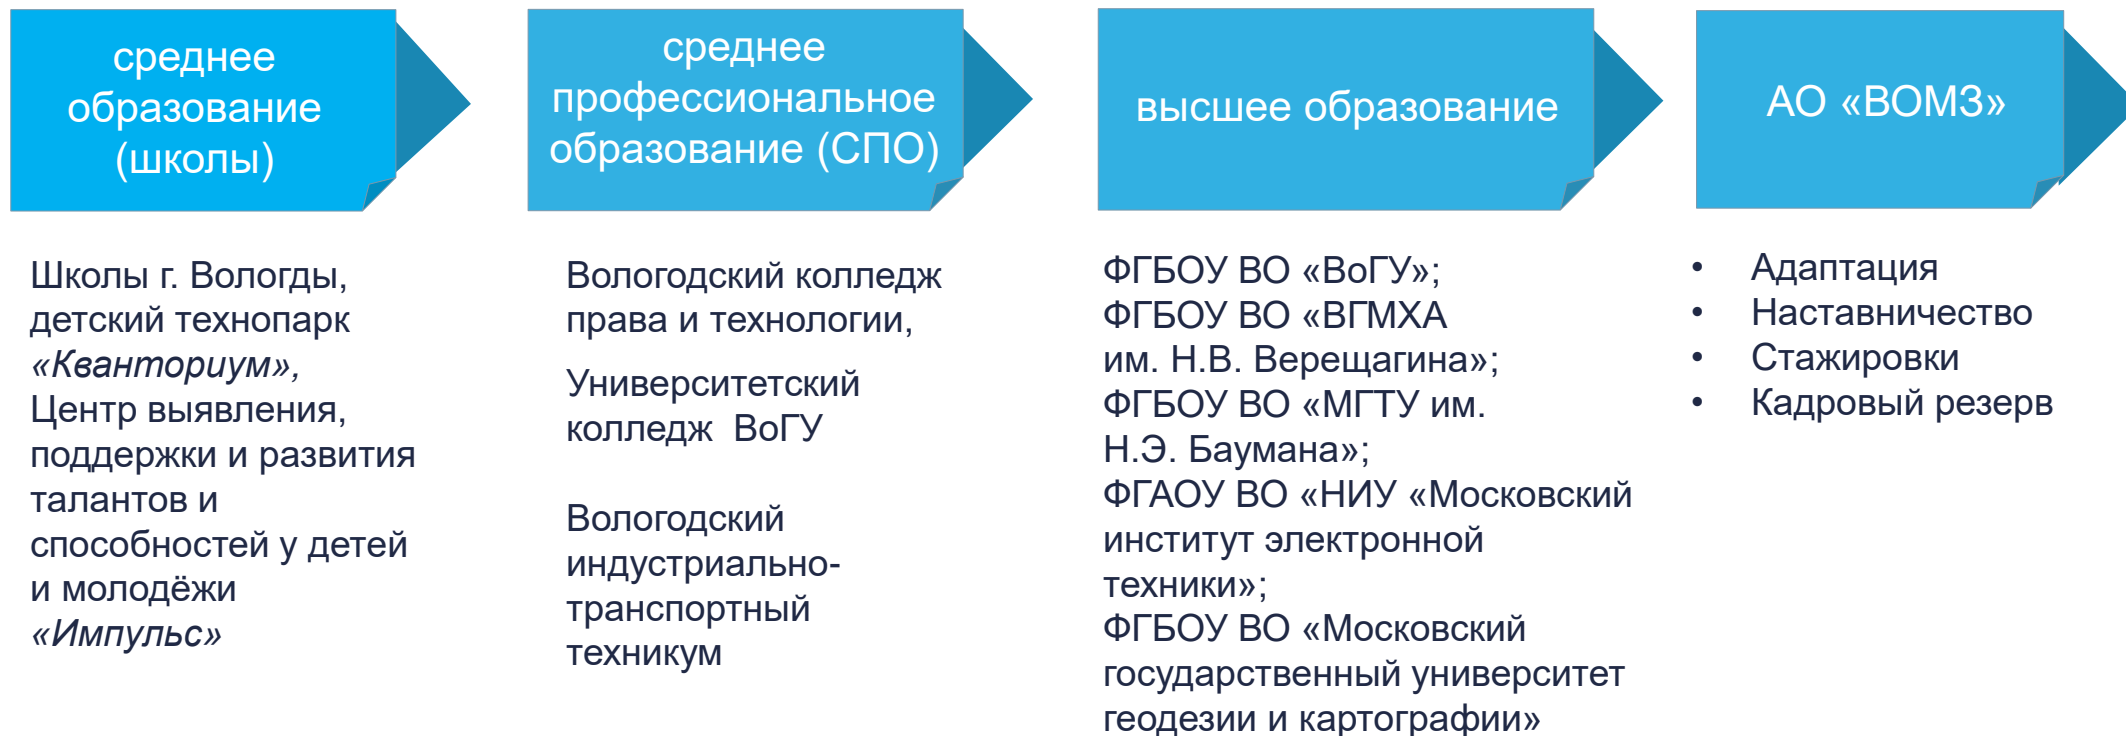 среднее
образование
(школы)
среднее
профессиональное
образование (СПО)
высшее образование
АО «ВОМЗ»
Школы г. Вологды,
детский технопарк
«Кванториум»,
Центр выявления,
поддержки и развития
талантов и
способностей у детей
и молодёжи
«Импульс»
Вологодский колледж
права и технологии,
Университетский
колледж ВоГУ
Вологодский
индустриально-
транспортный
техникум
ФГБОУ ВО «ВоГУ»;
ФГБОУ ВО «ВГМХА
им. Н.В. Верещагина»;
ФГБОУ ВО «МГТУ им.
Н.Э. Баумана»;
ФГАОУ ВО «НИУ «Московский
институт электронной
техники»;
ФГБОУ ВО «Московский
государственный университет
геодезии и картографии»
• Адаптация
• Наставничество
• Стажировки
• Кадровый резерв